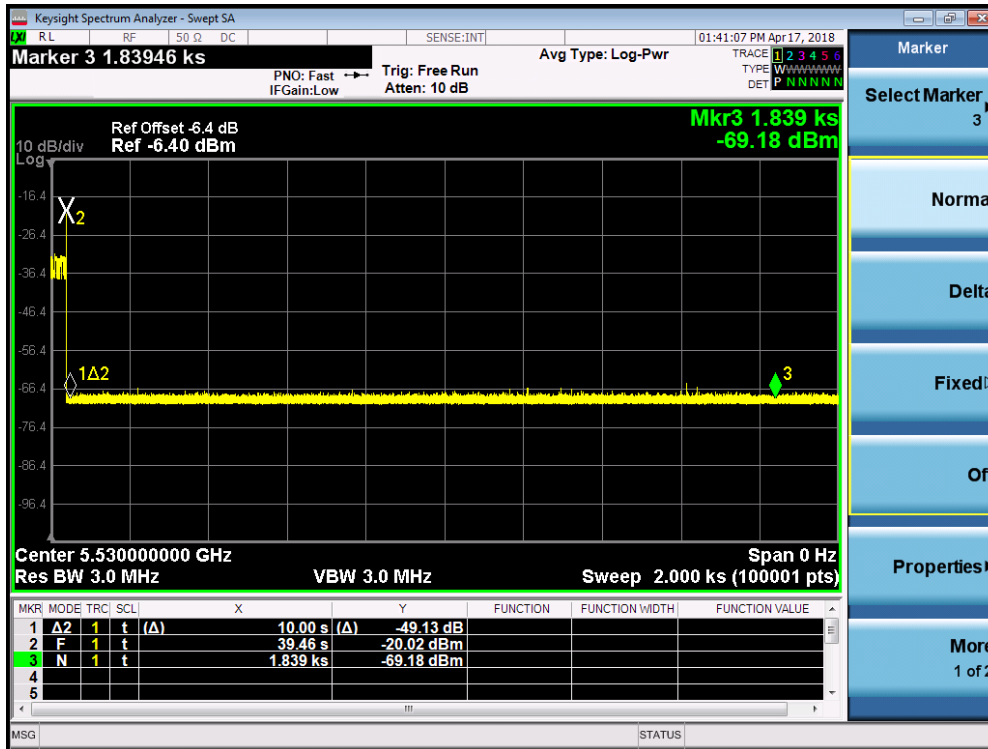 Keysight Spectrum Analyzer - Swept SA
LXI RL RF 50 Ω DC SENSE:INT 01:41:07 PM Apr 17, 2018
Marker 3 1.83946 ks
PNO: Fast
IFGain:Low
Trig: Free Run
Atten: 10 dB
Avg Type: Log-Pwr
TRACE 1 2 3 4 5 6
TYPE WWWWWW
DET P N N N N N
Ref Offset -6.4 dB
10 dB/div Ref -6.40 dBm
Log
Mkr3 1.839 ks
-69.18 dBm
-16.4
-26.4
-36.4
-46.4
-56.4
-66.4
-76.4
-86.4
-96.4
2
1Δ2
3
Center 5.530000000 GHz Span 0 Hz
Res BW 3.0 MHz VBW 3.0 MHz Sweep 2.000 ks (100001 pts)
MKR MODE TRC SCL X Y FUNCTION FUNCTION WIDTH FUNCTION VALUE
1 Δ2 1 t (Δ) 10.00 s (Δ) -49.13 dB
2 F 1 t 39.46 s -20.02 dBm
3 N 1 t 1.839 ks -69.18 dBm
4
5
MSG STATUS
Marker
Select Marker
3
Norma
Delta
Fixed
Of
Properties
More
1 of 2